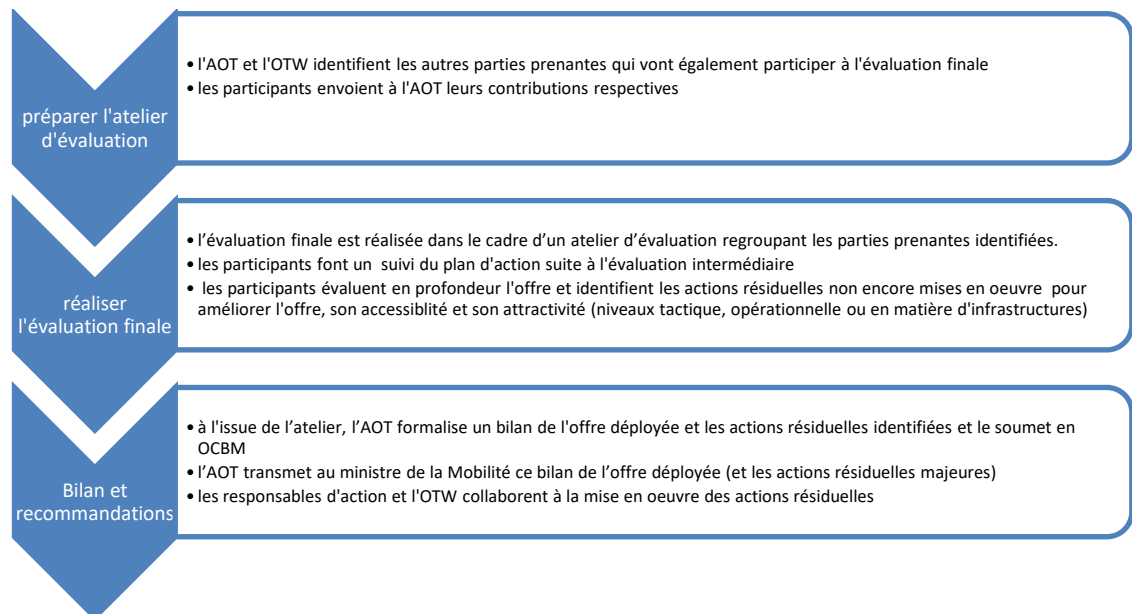 préparer l'atelier
d'évaluation
• l'AOT et l'OTW identifient les autres parties prenantes qui vont également participer à l'évaluation finale
• les participants envoient à l'AOT leurs contributions respectives
réaliser
l'évaluation finale
• l’évaluation finale est réalisée dans le cadre d’un atelier d’évaluation regroupant les parties prenantes identifiées.
• les participants font un suivi du plan d'action suite à l'évaluation intermédiaire
• les participants évaluent en profondeur l'offre et identifient les actions résiduelles non encore mises en oeuvre pour
améliorer l'offre, son accessiblité et son attractivité (niveaux tactique, opérationnelle ou en matière d'infrastructures)
Bilan et
recommandations
• à l'issue de l’atelier, l’AOT formalise un bilan de l'offre déployée et les actions résiduelles identifiées et le soumet en
OCBM
• l’AOT transmet au ministre de la Mobilité ce bilan de l’offre déployée (et les actions résiduelles majeures)
• les responsables d'action et l'OTW collaborent à la mise en oeuvre des actions résiduelles